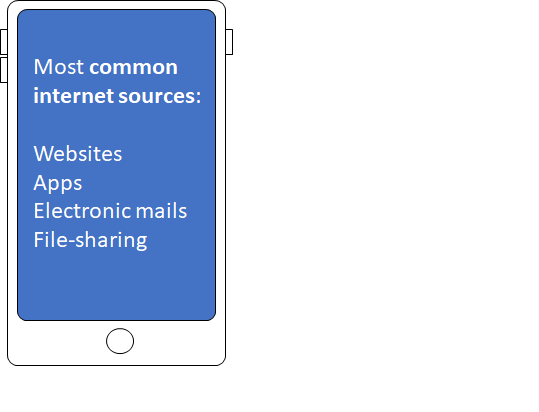 Most common
internet sources:
Websites
Apps
Electronic mails
File-sharing